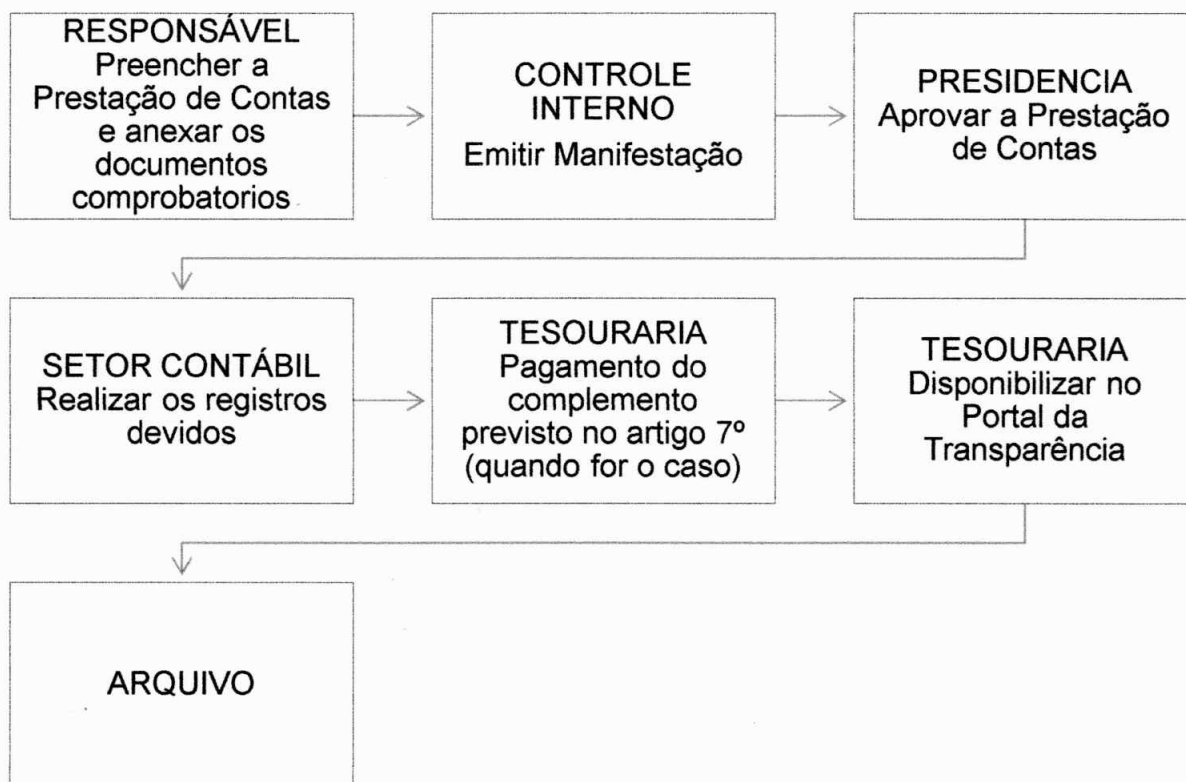 RESPONSÁVEL
Preencher a
Prestação de Contas
e anexar os
documentos
comprobatorios
CONTROLE
INTERNO
Emitir Manifestação
PRESIDENCIA
Aprovar a Prestação
de Contas
SETOR CONTÁBIL
Realizar os registros
devidos
TESOURARIA
Pagamento do
complemento
previsto no artigo 7º
(quando for o caso)
TESOURARIA
Disponibilizar no
Portal da
Transparência
ARQUIVO